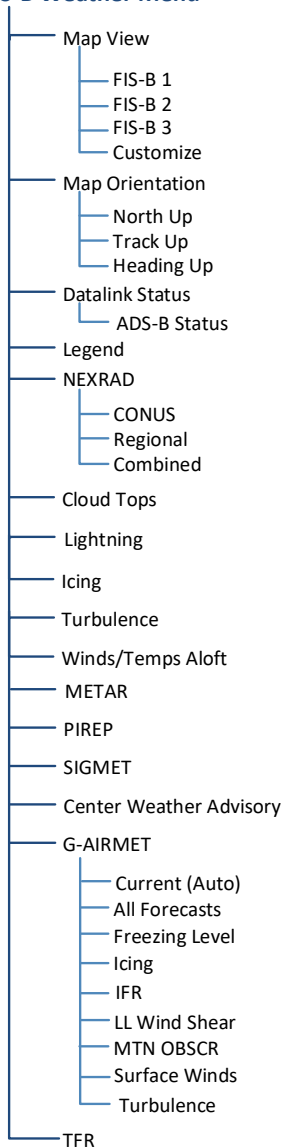 Weather Menu
Map View
FIS-B 1
FIS-B 2
FIS-B 3
Customize
Map Orientation
North Up
Track Up
Heading Up
Datalink Status
ADS-B Status
Legend
NEXRAD
CONUS
Regional
Combined
Cloud Tops
Lightning
Icing
Turbulence
Winds/Temps Aloft
METAR
PIREP
SIGMET
Center Weather Advisory
G-AIRMET
Current (Auto)
All Forecasts
Freezing Level
Icing
IFR
LL Wind Shear
MTN OBSCR
Surface Winds
Turbulence
TFR